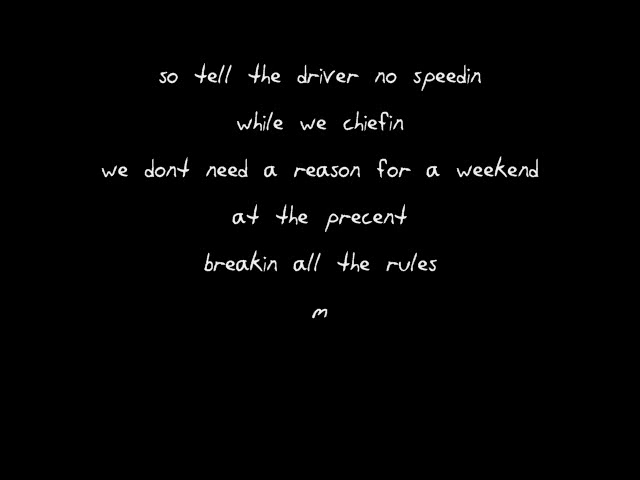 so tell the driver no speedin
while we chiefin
we dont need a reason for a weekend
at the precent
breakin all the rules
m